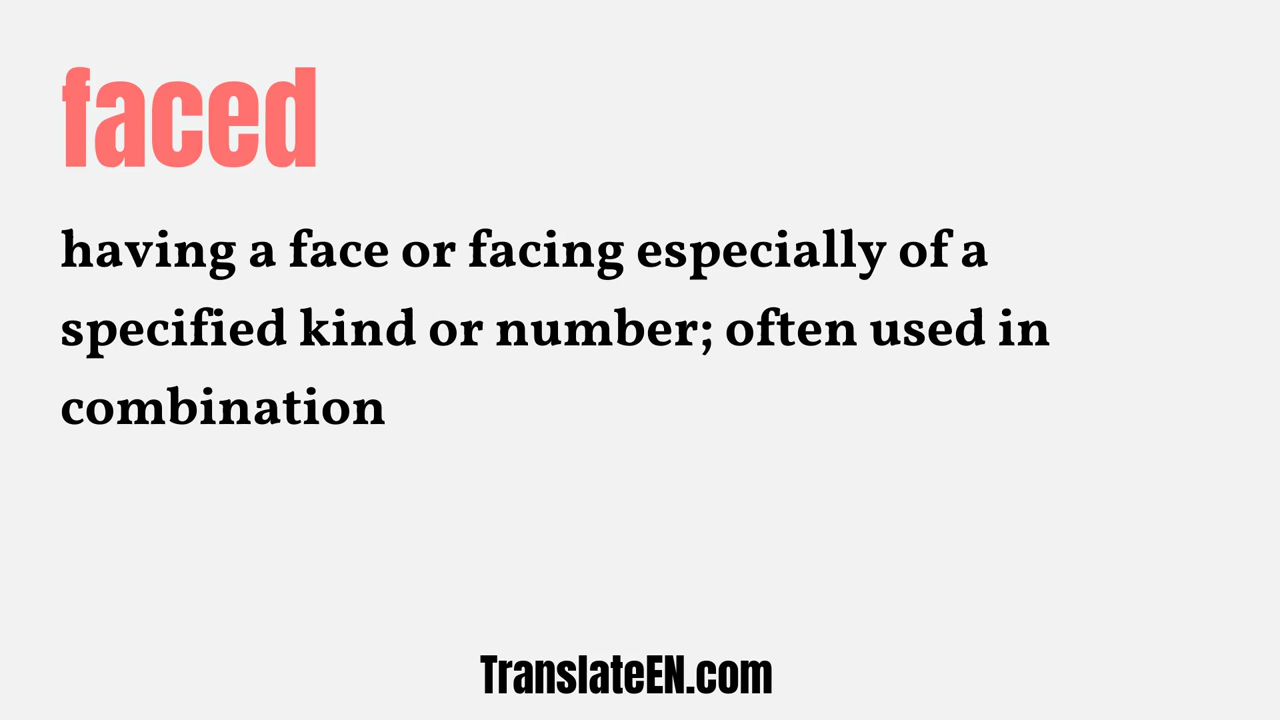 faced
having a face or facing especially of a
specified kind or number; often used in
combination
TranslateEN.com